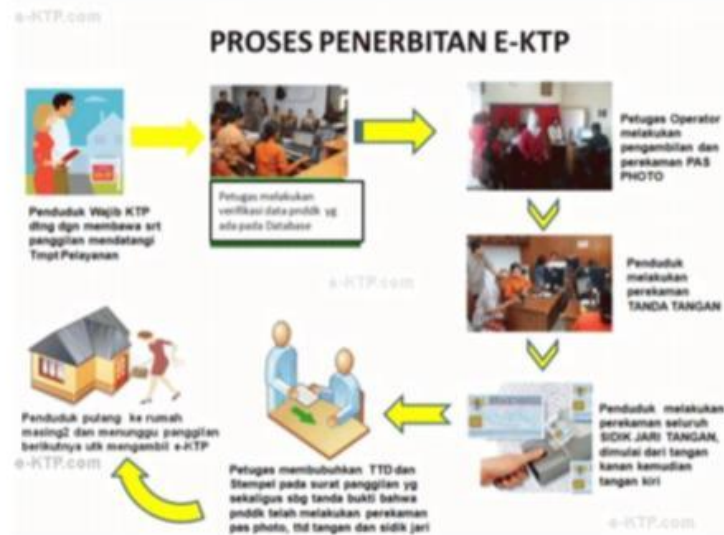 e-KTP.com
PROSES PENERBITAN E-KTP
Penduduk Wajib KTP
dtng dgn membawa srt
panggilan mendatangi
Tmpt Pelayanan
Petugas melakukan
verifikasi data pnddk yg
ada pada Database
Petugas Operator
melakukan
pengambilan dan
perekaman PAS
PHOTO
e-KTP.com
Penduduk
melakukan
perekaman
TANDA TANGAN
Penduduk melakukan
perekaman seluruh
SIDIK JARI TANGAN,
dimulai dari tangan
kanan kemudian
tangan kiri
Petugas membubuhkan TTD dan
Stempel pada surat panggilan yg
sekaligus sbg tanda bukti bahwa
pnddk telah melakukan perekaman
pas photo, ttd tangan dan sidik jari
Penduduk pulang ke rumah
masing2 dan menunggu panggilan
berikutnya utk mengambil e-KTP
e-KTP.com
e-KTP.com